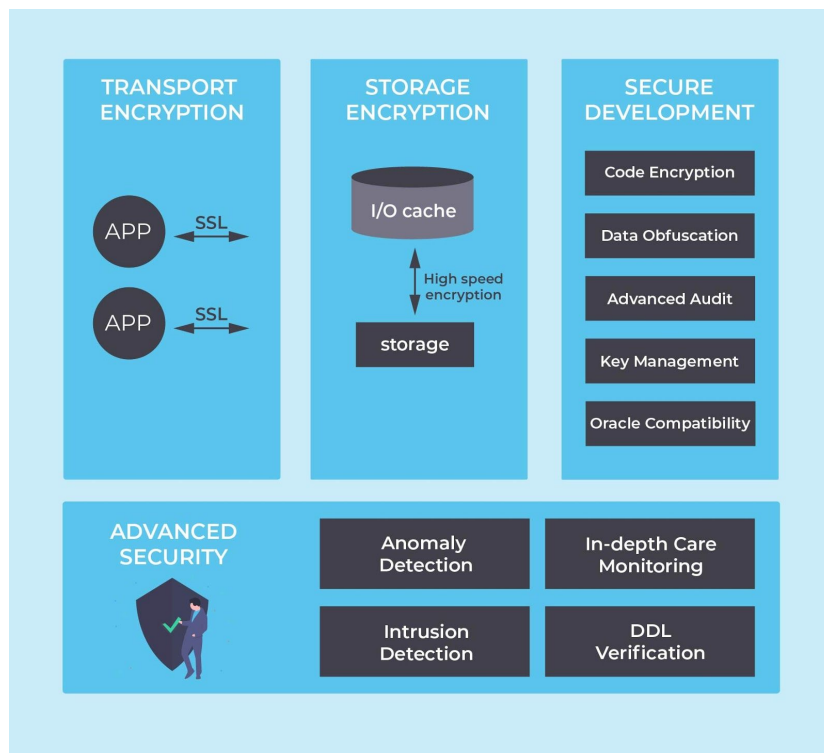 TRANSPORT
ENCRYPTION
APP
SSL
APP
SSL
STORAGE
ENCRYPTION
I/O cache
High speed
encryption
storage
SECURE
DEVELOPMENT
Code Encryption
Data Obfuscation
Advanced Audit
Key Management
Oracle Compatibility
ADVANCED
SECURITY
Anomaly
Detection
In-depth Care
Monitoring
Intrusion
Detection
DDL
Verification